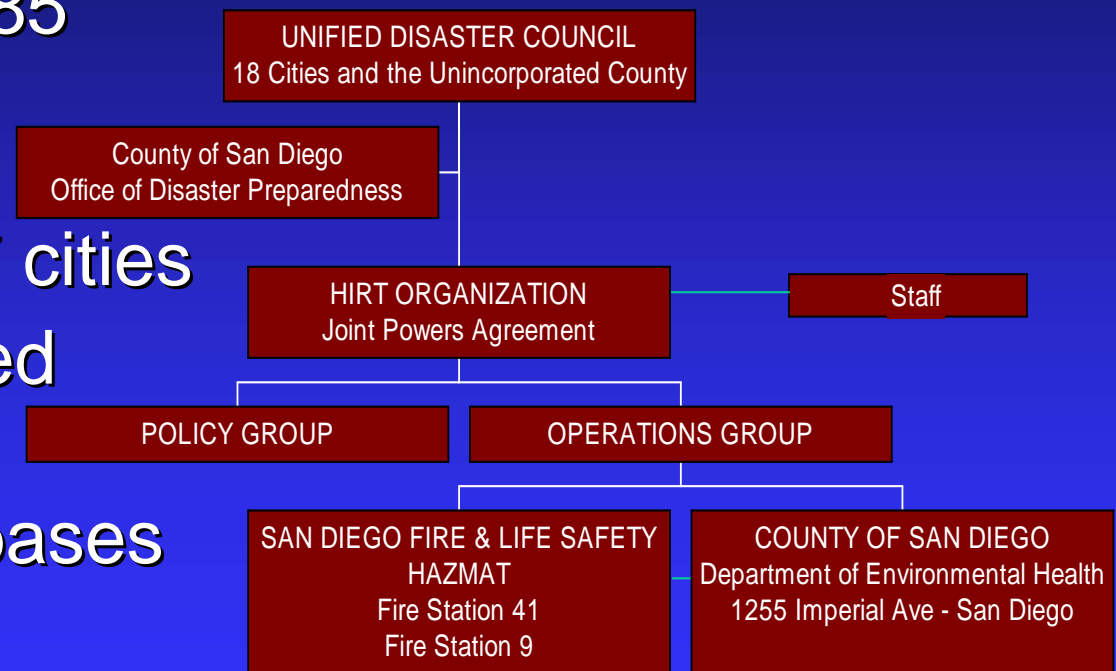 85
UNIFIED DISASTER COUNCIL
18 Cities and the Unincorporated County
County of San Diego
Office of Disaster Preparedness
cities
HIRT ORGANIZATION
Joint Powers Agreement
Staff
ed
POLICY GROUP
OPERATIONS GROUP
bases
SAN DIEGO FIRE & LIFE SAFETY
HAZMAT
Fire Station 41
Fire Station 9
COUNTY OF SAN DIEGO
Department of Environmental Health
1255 Imperial Ave - San Diego